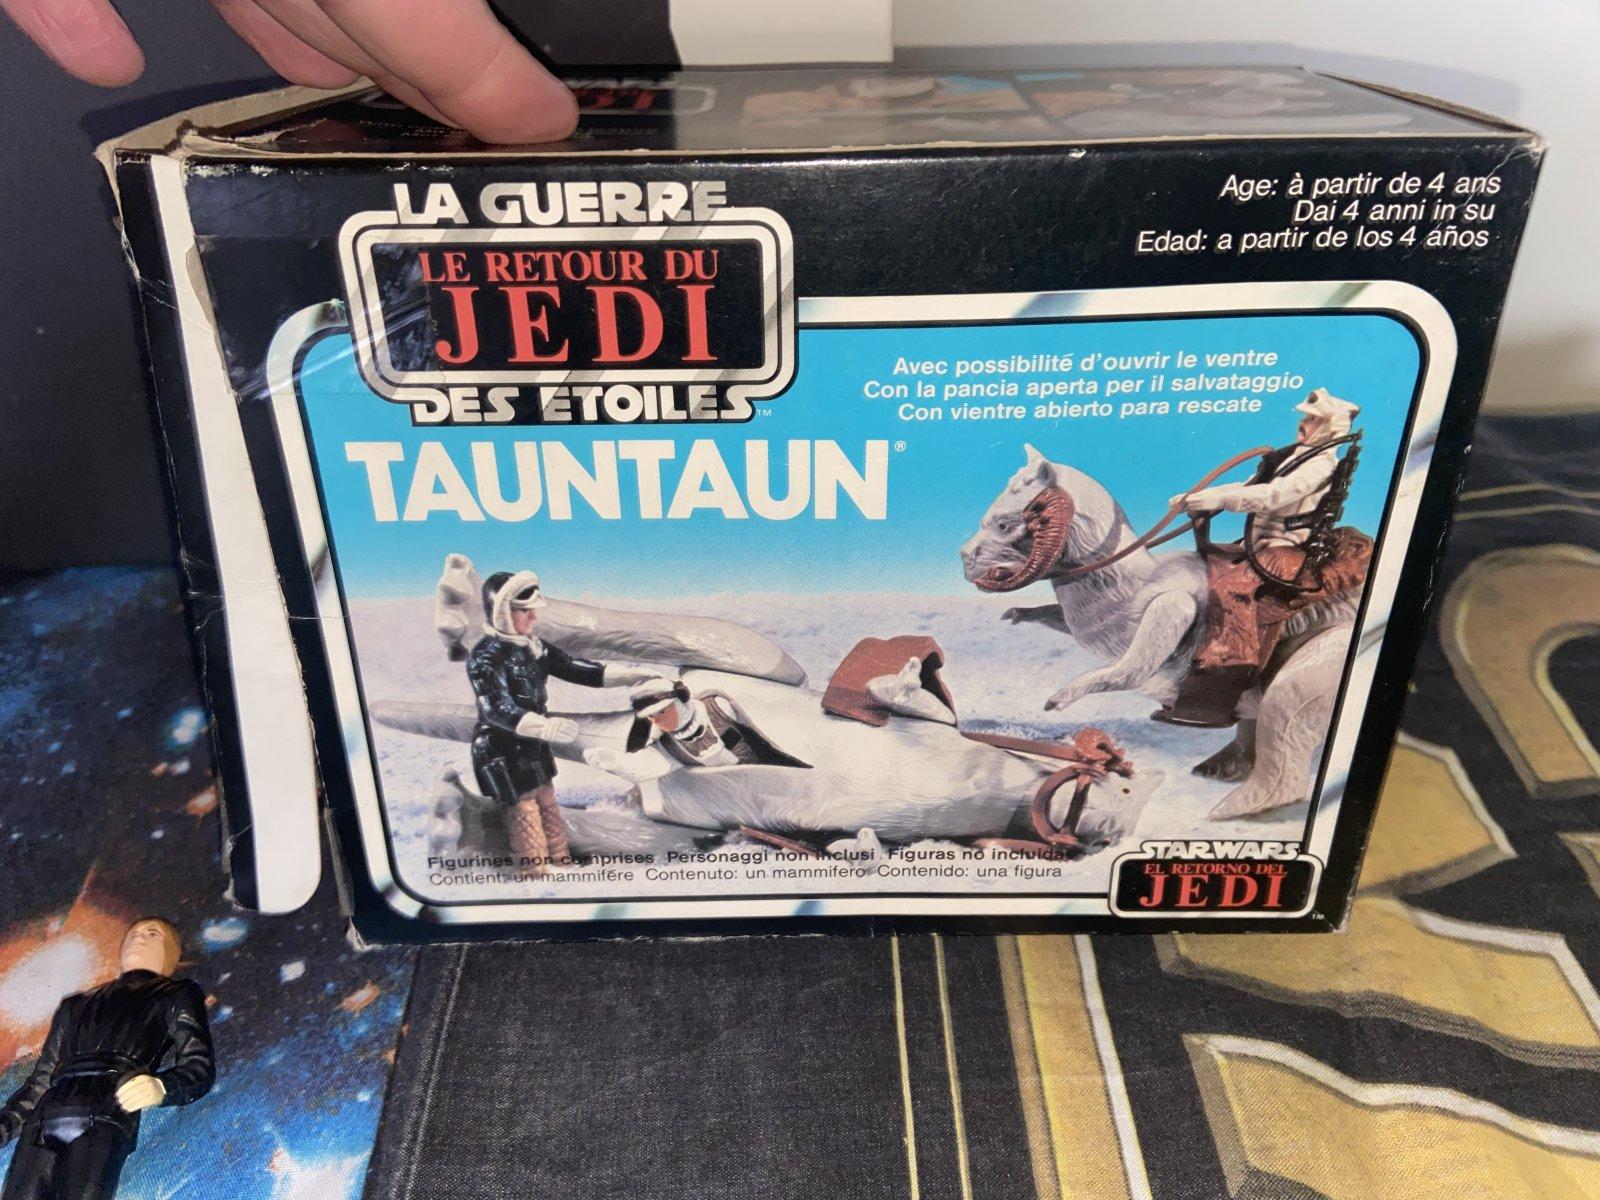 LA GUERRE
LE RETOUR DU
JEDI
DES ETOILES™
Age: à partir de 4 ans
Dai 4 anni in su
Edad: a partir de los 4 años
Avec possibilité d'ouvrir le ventre
Con la pancia aperta per il salvataggio
Con vientre abierto para rescate
TAUNTAUN®
Figurines non comprises Personaggi non inclusi Figuras no incluidas
Contient: un mammifére Contenuto: un mammifero Contenido: una figura
STAR WARS
EL RETORNO DEL
JEDI
™